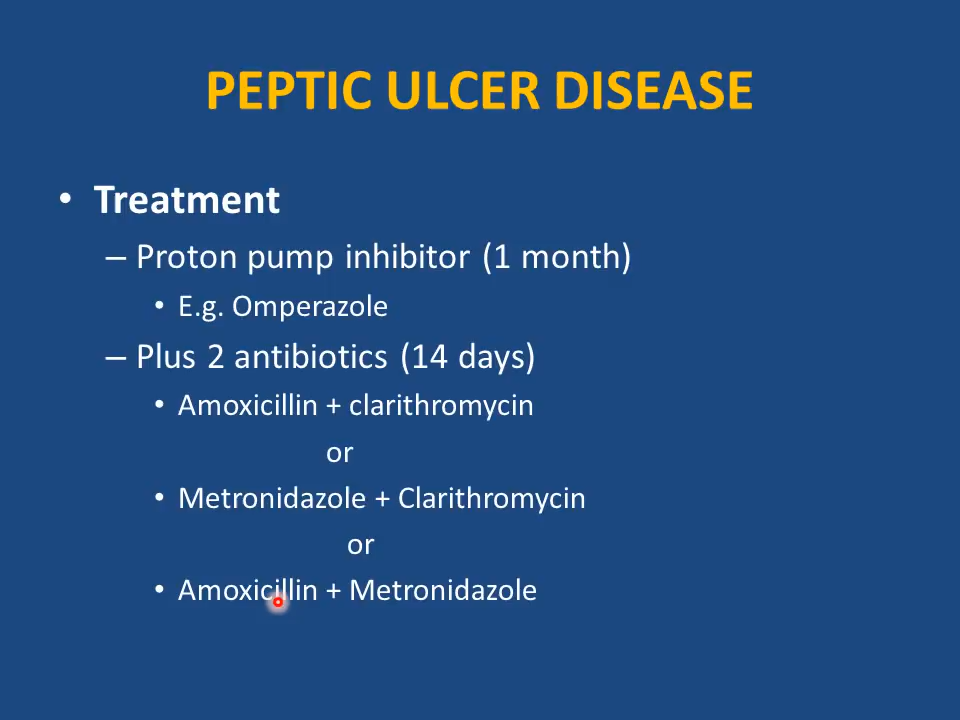 PEPTIC ULCER DISEASE
• Treatment
– Proton pump inhibitor (1 month)
• E.g. Omperazole
– Plus 2 antibiotics (14 days)
• Amoxicillin + clarithromycin
or
• Metronidazole + Clarithromycin
or
• Amoxicillin + Metronidazole